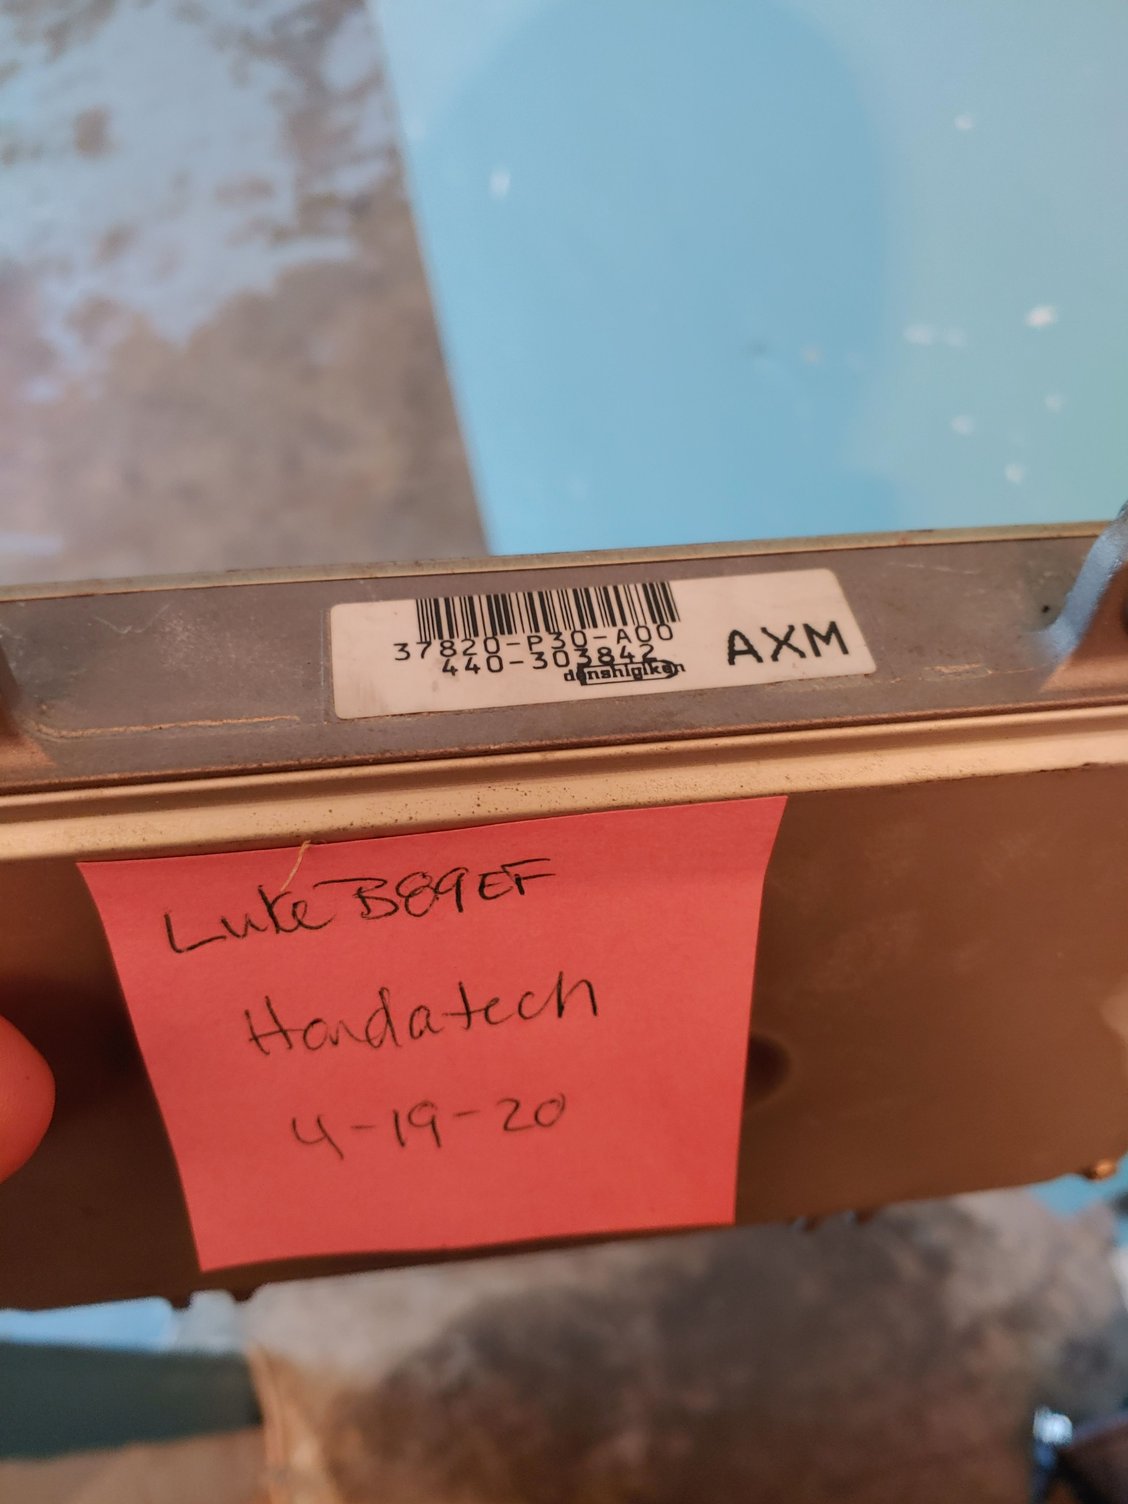 37820-P30-A00
440-303842
denshigiken
AXM
LukeB89EF
Hondatech
4-19-20